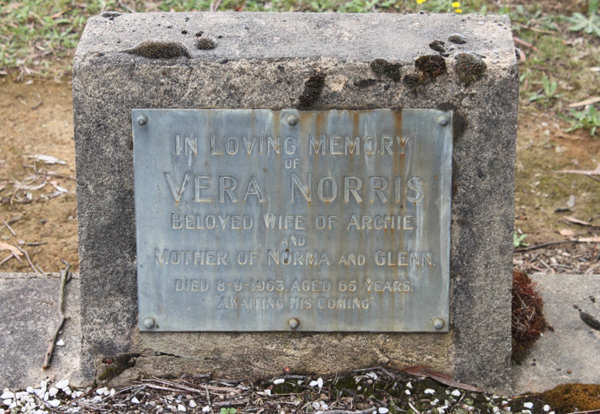 IN LOVING MEMORY
OF
VERA NORRIS
BELOVED WIFE OF ARCHIE
AND
MOTHER OF NORMA AND GLENN.
DIED 8-9-1963 AGED 65 YEARS.
"AWAITING HIS COMING"